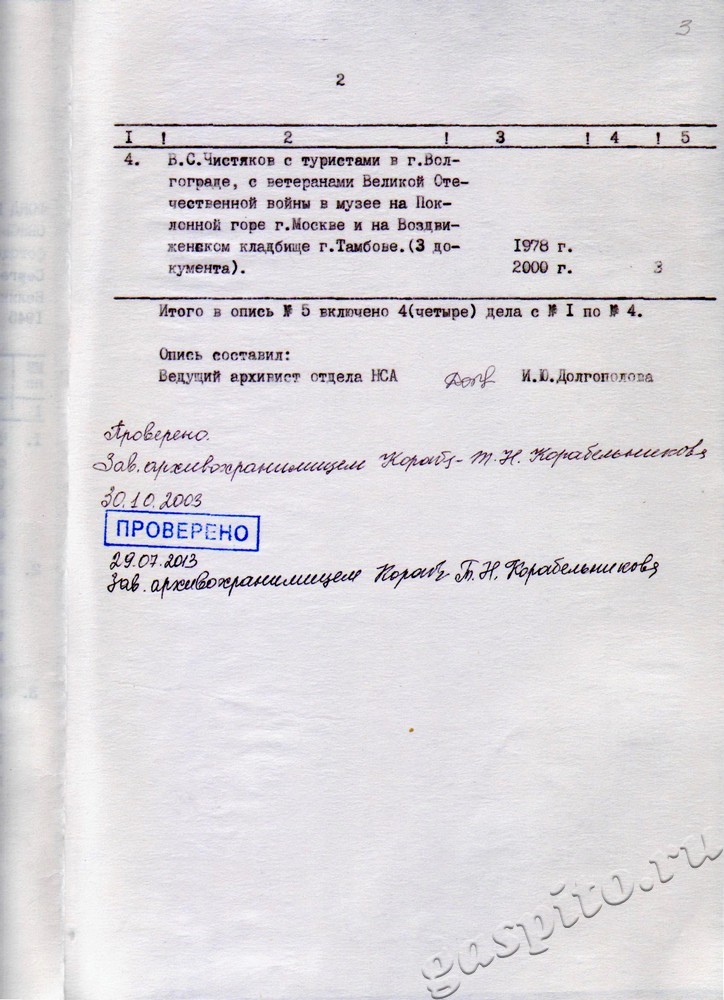 3
2
I ! 2 ! 3 ! 4 ! 5
4. В.С.Чистяков с туристами в г.Вол-
гограде, с ветеранами Великой Оте-
чественной войны в музее на Пок-
лонной горе г.Москве и на Воздви-
женском кладбище г.Тамбове.(3 до- 1978 г.
кумента). 2000 г. 3
Итого в опись № 5 включено 4(четыре) дела с № I по № 4.
Опись составил:
Ведущий архивист отдела НСА И.Ю.Долгополова
Проверено.
Зав. архивохранилищем Т.Н. Корабельникова
30.10.2003
ПРОВЕРЕНО
29.07.2013
Зав. архивохранилищем Т.Н. Корабельникова
gaspito.ru